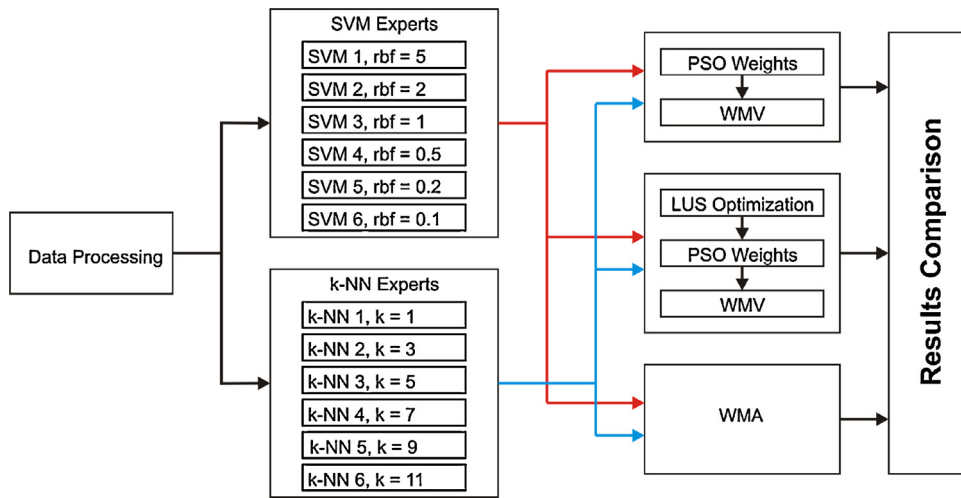 Data Processing
SVM Experts
SVM 1, rbf = 5
SVM 2, rbf = 2
SVM 3, rbf = 1
SVM 4, rbf = 0.5
SVM 5, rbf = 0.2
SVM 6, rbf = 0.1
k-NN Experts
k-NN 1, k = 1
k-NN 2, k = 3
k-NN 3, k = 5
k-NN 4, k = 7
k-NN 5, k = 9
k-NN 6, k = 11
PSO Weights
WMV
LUS Optimization
PSO Weights
WMV
WMA
Results Comparison